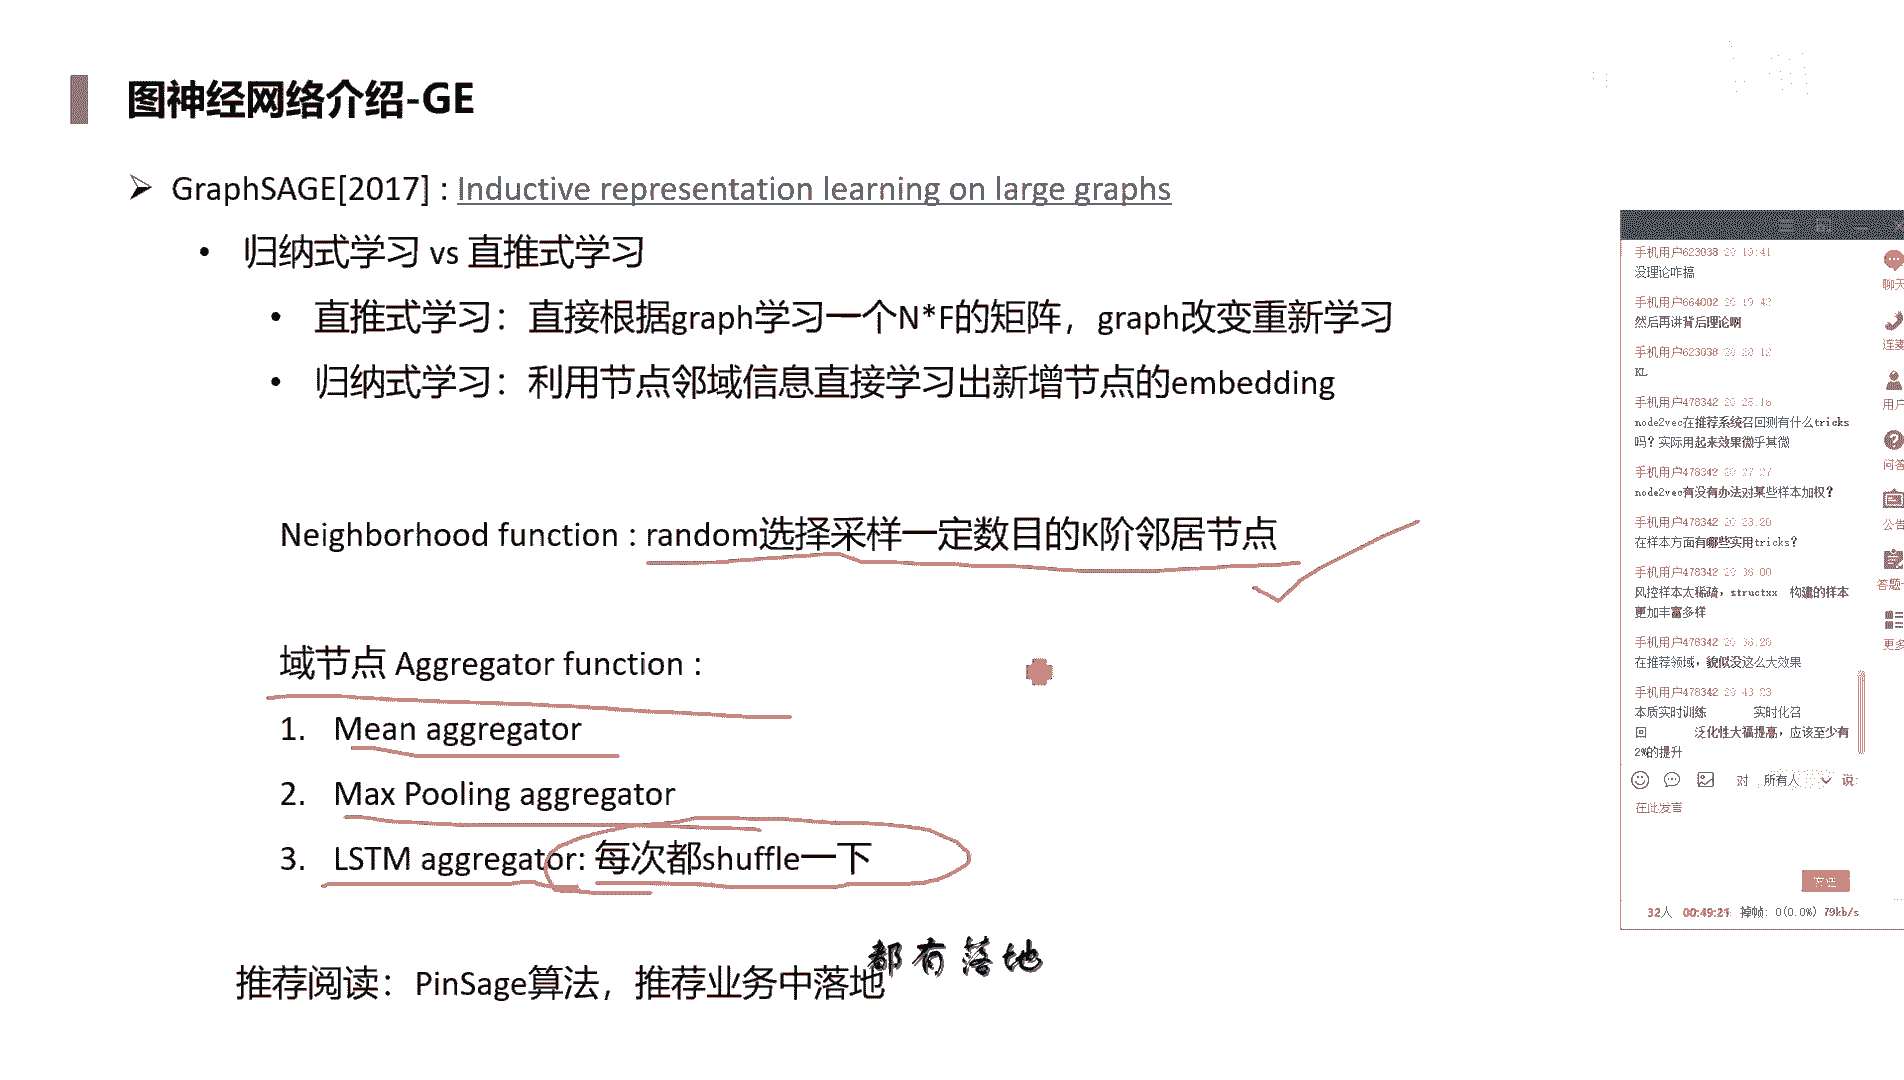 图神经网络介绍-GE
GraphSAGE[2017] : Inductive representation learning on large graphs
归纳式学习 vs 直推式学习
直推式学习：直接根据graph学习一个N*F的矩阵，graph改变重新学习
归纳式学习：利用节点邻域信息直接学习出新增节点的embedding
Neighborhood function : random选择采样一定数目的K阶邻居节点
域节点 Aggregator function :
1. Mean aggregator
2. Max Pooling aggregator
3. LSTM aggregator: 每次都shuffle一下
都有落地
推荐阅读：PinSage算法，推荐业务中落地
手机用户623038
没理论咋搞
手机用户664002
然后再讲背后理论啊
手机用户623038
KL
手机用户478342
node2vec在推荐系统召回侧有什么tricks
吗？实际用起来效果微乎其微
手机用户478342
node2vec有没有办法对某些样本加权？
手机用户478342
在样本方面有哪些实用tricks？
手机用户478342
风控样本太稀疏，structxx 构建的样本
更加丰富多样
手机用户478342
在推荐领域，貌似没这么大效果
手机用户478342
本质实时训练 实时化召
回 泛化性大福提高，应该至少有
2%的提升
对 所有人 说:
在此发言
发送
32人 00:49:21 掉帧: 0(0.0%) 79kb/s
聊天
连麦
用户
问答
公告
答题
更多